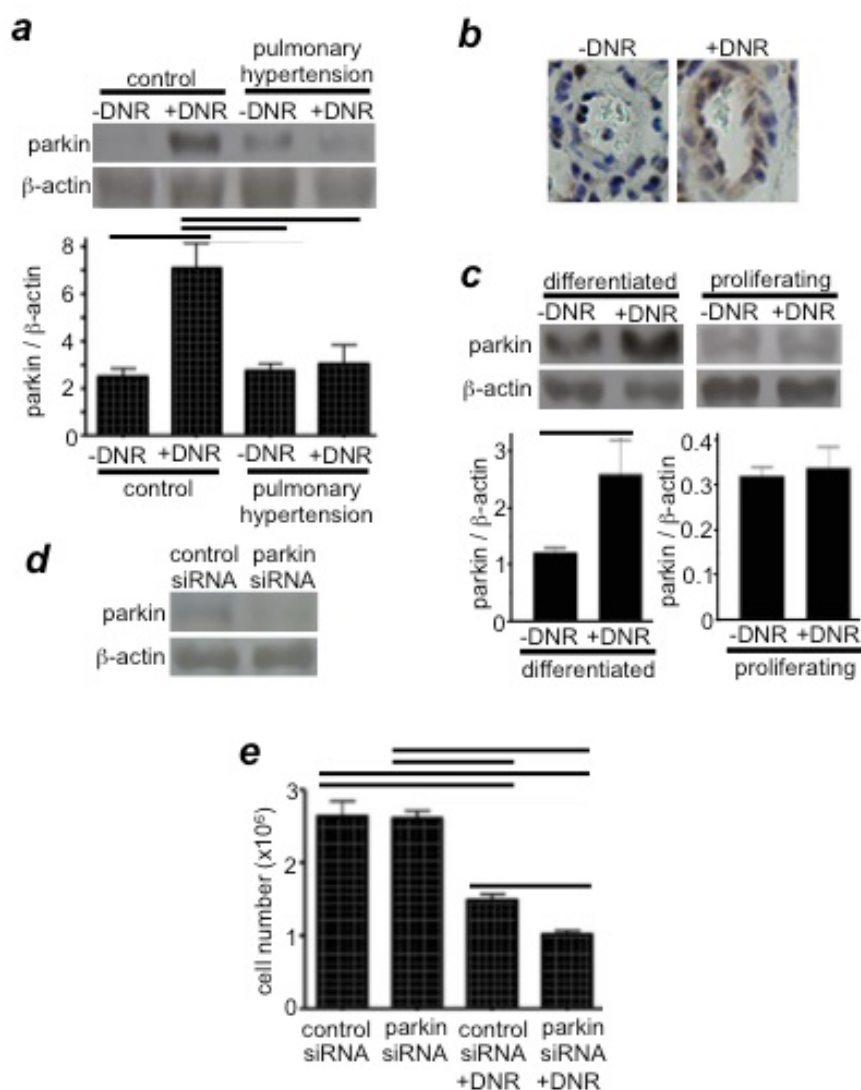 a
pulmonary
hypertension
control
-DNR +DNR -DNR +DNR
parkin
β-actin
8
6
4
2
0
parkin / β-actin
-DNR +DNR -DNR +DNR
control
pulmonary
hypertension
b
-DNR +DNR
c
differentiated proliferating
-DNR +DNR -DNR +DNR
parkin
β-actin
3
2
1
0
parkin / β-actin
-DNR +DNR
differentiated
0.4
0.3
0.2
0.1
0
parkin / β-actin
-DNR +DNR
proliferating
d
control parkin
siRNA siRNA
parkin
β-actin
e
3
2
1
0
cell number (x10⁶)
control parkin control parkin
siRNA siRNA siRNA siRNA
+DNR +DNR